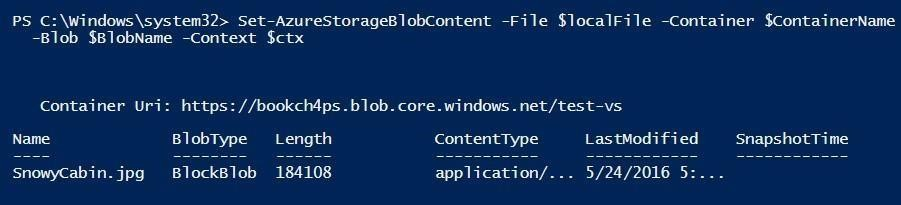 PS C:\Windows\system32> Set-AzureStorageBlobContent -File $localFile -Container $ContainerName
-Blob $BlobName -Context $ctx
Container Uri: https://bookch4ps.blob.core.windows.net/test-vs
Name BlobType Length ContentType LastModified SnapshotTime
---- -------- ------ ----------- ------------ ------------
SnowyCabin.jpg BlockBlob 184108 application/... 5/24/2016 5:...